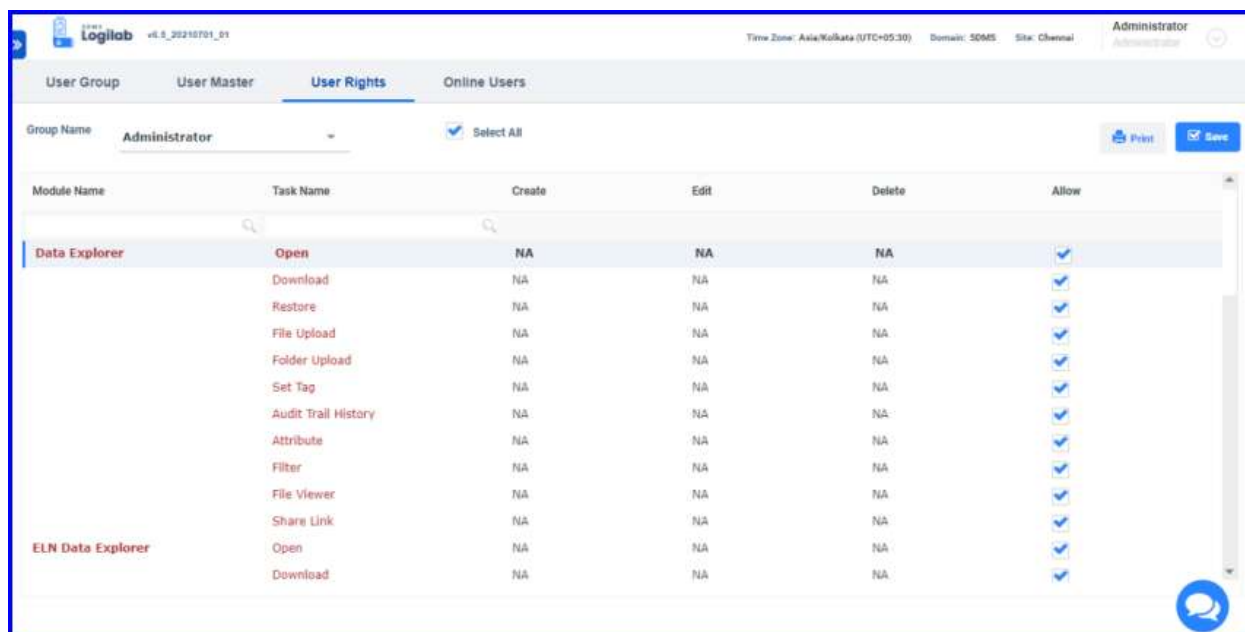 SDMS
Logilab v6.5_20210701_01
Time Zone: Asia/Kolkata (UTC+05:30) Domain: SDMS Site: Chennai
Administrator
Administrator
User Group User Master User Rights Online Users
Group Name Administrator Select All Print Save
Module Name Task Name Create Edit Delete Allow
Data Explorer Open NA NA NA
Download NA NA NA
Restore NA NA NA
File Upload NA NA NA
Folder Upload NA NA NA
Set Tag NA NA NA
Audit Trail History NA NA NA
Attribute NA NA NA
Filter NA NA NA
File Viewer NA NA NA
Share Link NA NA NA
ELN Data Explorer Open NA NA NA
Download NA NA NA